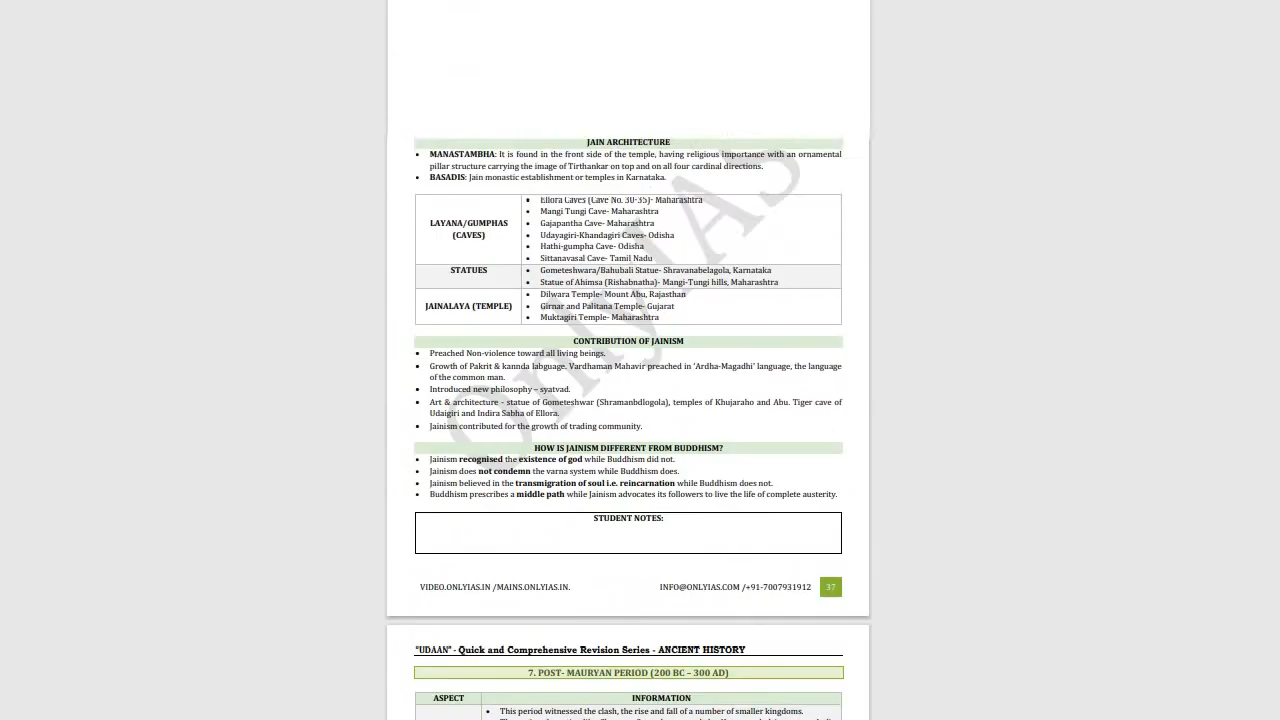 JAIN ARCHITECTURE
• MANASTAMBHA: It is found in the front side of the temple, having religious importance with an ornamental
pillar structure carrying the image of Tirthankar on top and on all four cardinal directions.
• BASADIS: Jain monastic establishment or temples in Karnataka.
• Ellora Caves (Cave No. 30-35)- Maharashtra
• Mangi Tungi Cave- Maharashtra
LAYANA/GUMPHAS
(CAVES)
• Gajapantha Cave- Maharashtra
• Udayagiri-Khandagiri Caves- Odisha
• Hathi-gumpha Cave- Odisha
• Sittanavasal Cave- Tamil Nadu
STATUES
• Gometeshwara/Bahubali Statue- Shravanabelagola, Karnataka
• Statue of Ahimsa (Rishabnatha)- Mangi-Tungi hills, Maharashtra
JAINALAYA (TEMPLE)
• Dilwara Temple- Mount Abu, Rajasthan
• Girnar and Palitana Temple- Gujarat
• Muktagiri Temple- Maharashtra
CONTRIBUTION OF JAINISM
• Preached Non-violence toward all living beings.
• Growth of Pakrit & kannda labguage. Vardhaman Mahavir preached in ‘Ardha-Magadhi’ language, the language
of the common man.
• Introduced new philosophy – syatvad.
• Art & architecture - statue of Gometeshwar (Shramanbdlogola), temples of Khujaraho and Abu. Tiger cave of
Udaigiri and Indira Sabha of Ellora.
• Jainism contributed for the growth of trading community.
HOW IS JAINISM DIFFERENT FROM BUDDHISM?
• Jainism recognised the existence of god while Buddhism did not.
• Jainism does not condemn the varna system while Buddhism does.
• Jainism believed in the transmigration of soul i.e. reincarnation while Buddhism does not.
• Buddhism prescribes a middle path while Jainism advocates its followers to live the life of complete austerity.
STUDENT NOTES:
VIDEO.ONLYIAS.IN /MAINS.ONLYIAS.IN. INFO@ONLYIAS.COM /+91-7007931912 37
OnlyIAS
“UDAAN” - Quick and Comprehensive Revision Series - ANCIENT HISTORY
7. POST- MAURYAN PERIOD (200 BC – 300 AD)
ASPECT INFORMATION
• This period witnessed the clash, the rise and fall of a number of smaller kingdoms.